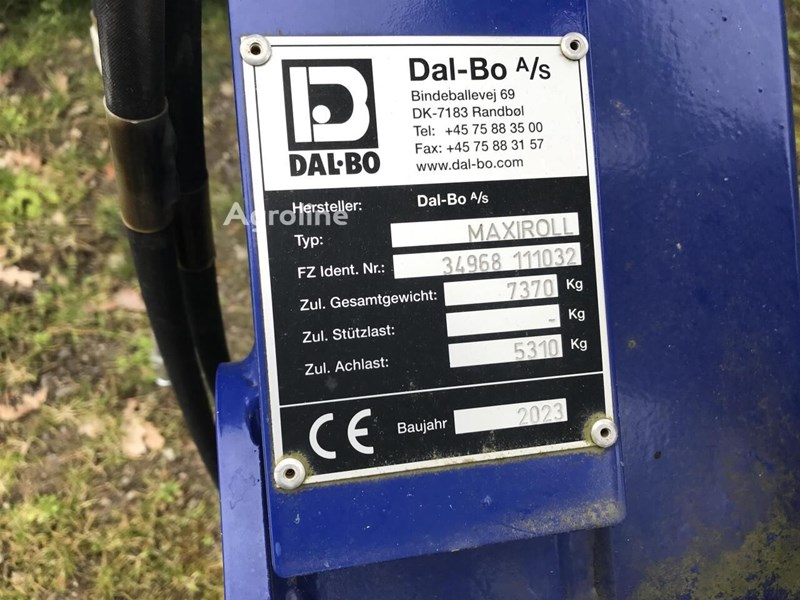 DAL-BO
Dal-Bo A/s
Bindeballevej 69
DK-7183 Randbøl
Tel: +45 75 88 35 00
Fax: +45 75 88 31 57
www.dal-bo.com
Hersteller: Dal-Bo A/s
Agroline
Typ: MAXIROLL
FZ Ident. Nr.: 34968 111032
Zul. Gesamtgewicht: 7370 Kg
Zul. Stützlast: - Kg
Zul. Achlast: 5310 Kg
CE Baujahr 2023